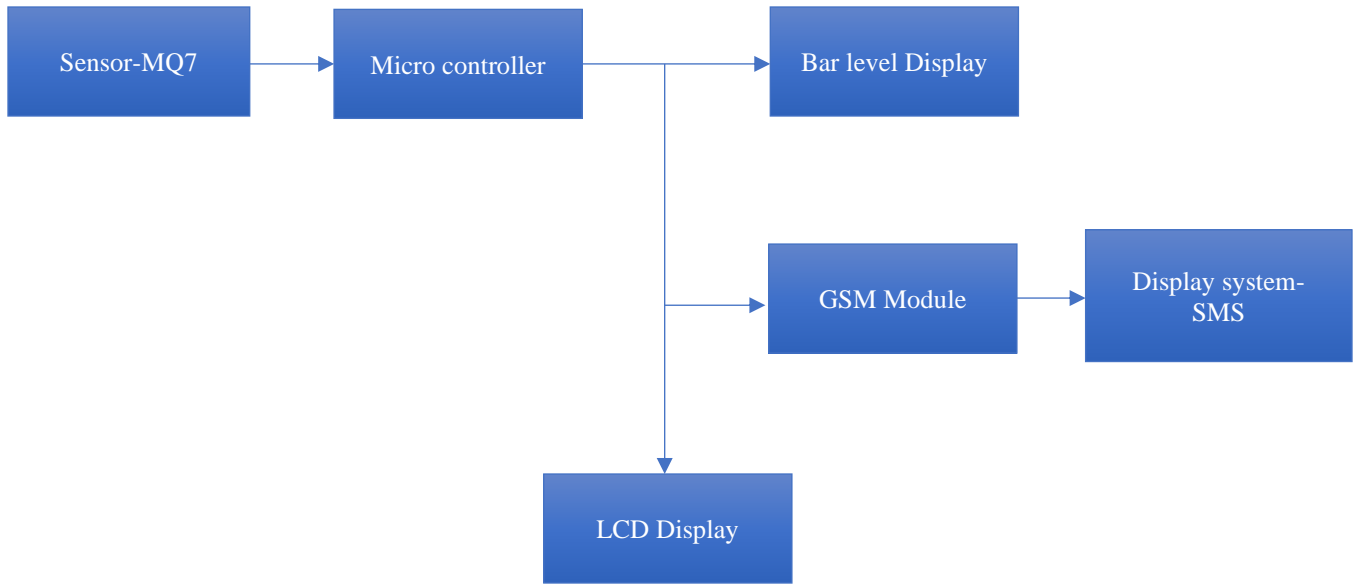 Sensor-MQ7
Micro controller
Bar level Display
GSM Module
Display system-
SMS
LCD Display